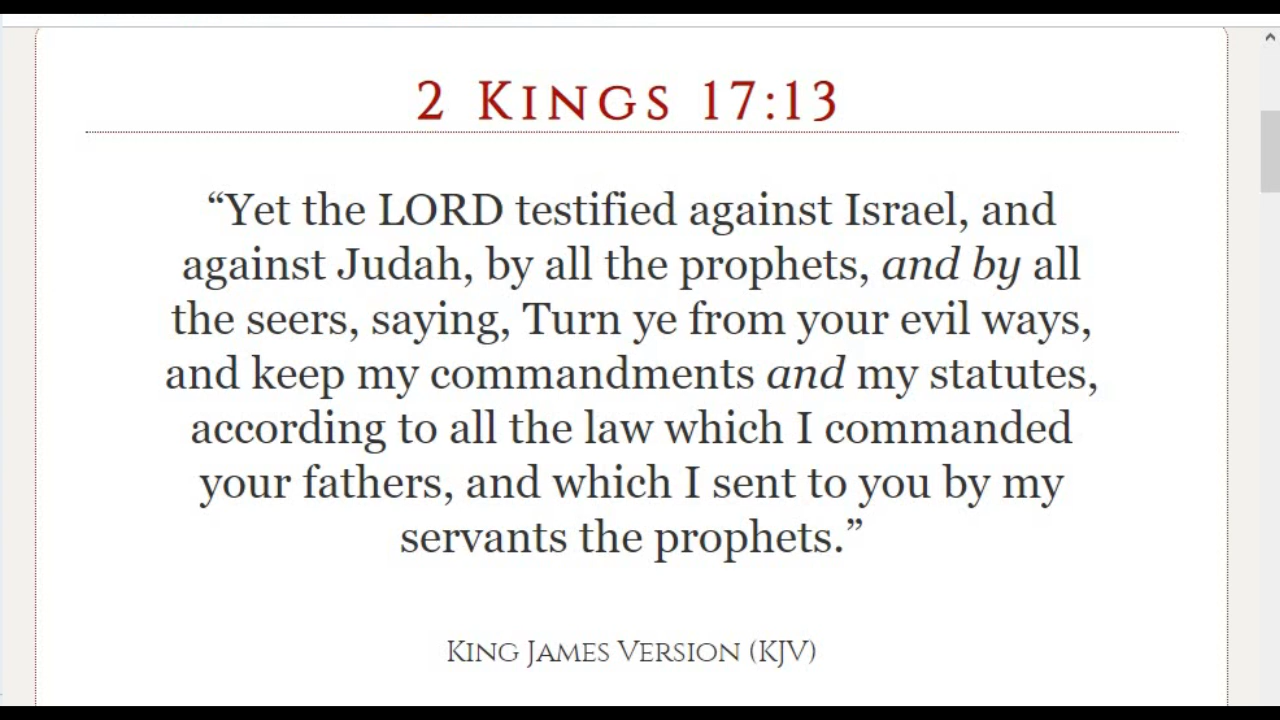 2 Kings 17:13
“Yet the LORD testified against Israel, and
against Judah, by all the prophets, and by all
the seers, saying, Turn ye from your evil ways,
and keep my commandments and my statutes,
according to all the law which I commanded
your fathers, and which I sent to you by my
servants the prophets.”
King James Version (KJV)